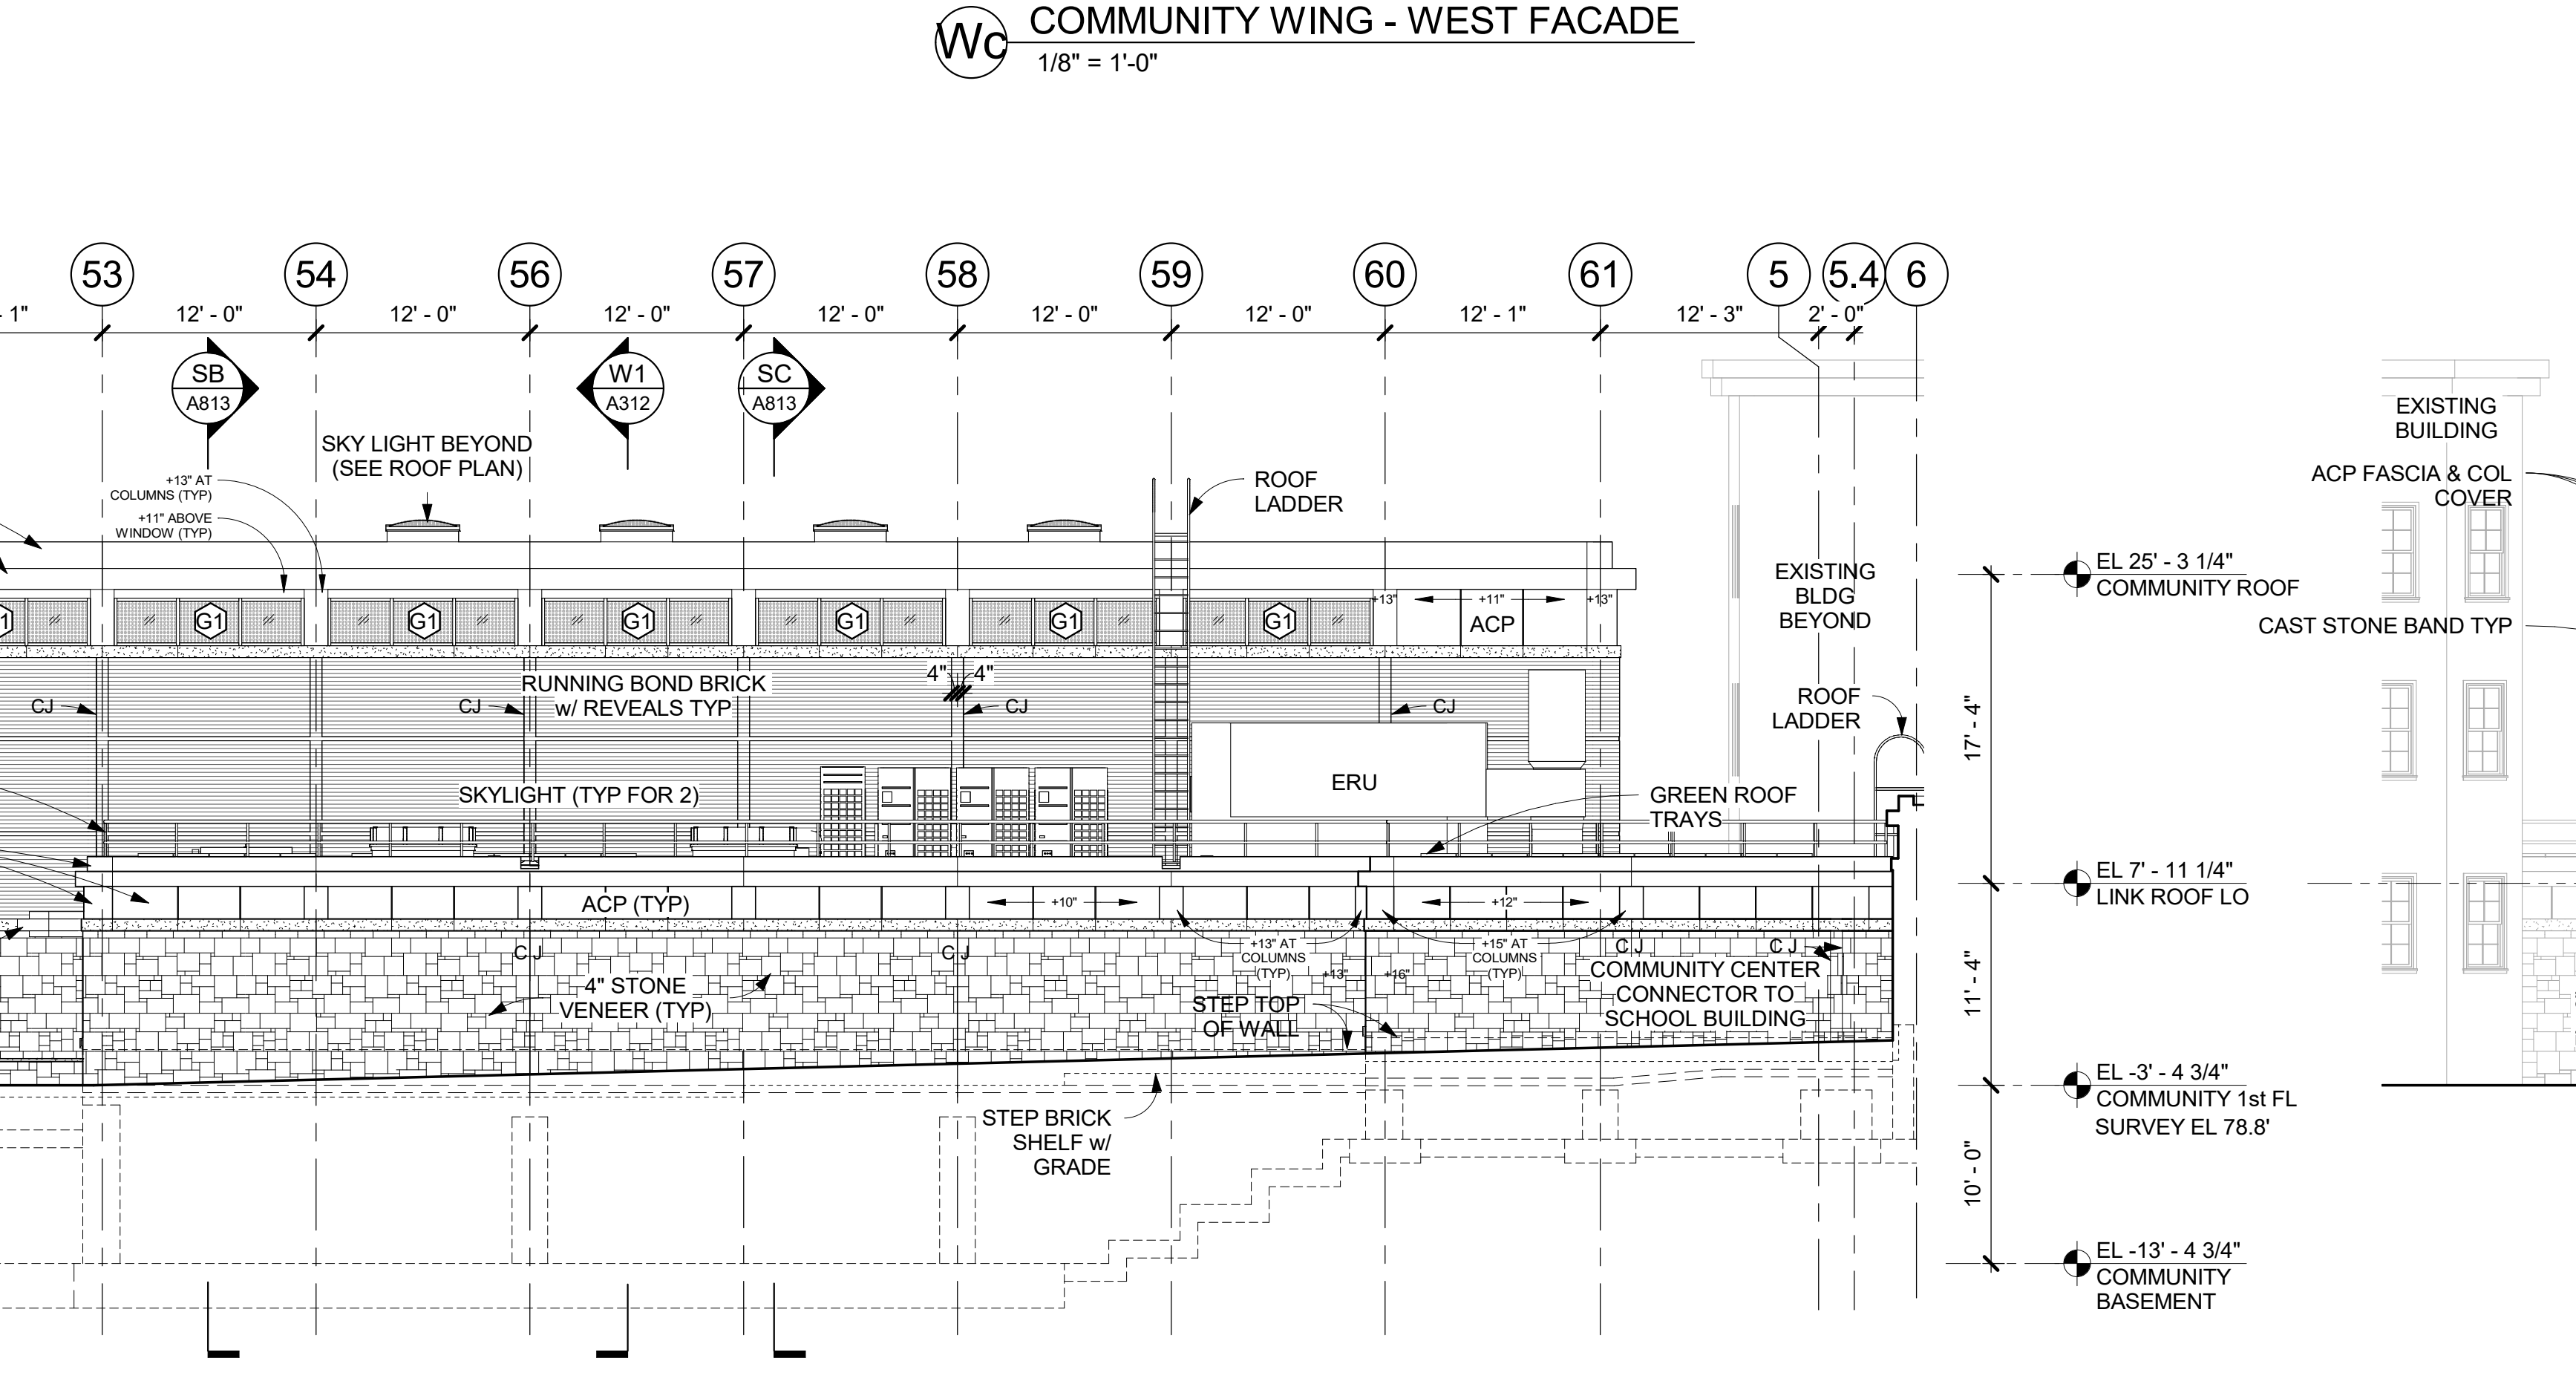 Wc
COMMUNITY WING - WEST FACADE
1/8" = 1'-0"
53
54
56
57
58
59
60
61
5
5.4
6
- 1"
12' - 0"
12' - 0"
12' - 0"
12' - 0"
12' - 0"
12' - 0"
12' - 1"
12' - 3"
2' - 0"
SB
A813
W1
A312
SC
A813
SKY LIGHT BEYOND
(SEE ROOF PLAN)
+13" AT
COLUMNS (TYP)
+11" ABOVE
WINDOW (TYP)
ROOF
LADDER
EXISTING
BUILDING
ACP FASCIA & COL
COVER
EXISTING
BLDG
BEYOND
EL 25' - 3 1/4"
COMMUNITY ROOF
CAST STONE BAND TYP
1
G1
G1
G1
G1
G1
G1
+13"
+11"
+13"
ACP
RUNNING BOND BRICK
w/ REVEALS TYP
4"
4"
CJ
CJ
CJ
CJ
ROOF
LADDER
17' - 4"
SKYLIGHT (TYP FOR 2)
ERU
GREEN ROOF
TRAYS
EL 7' - 11 1/4"
LINK ROOF LO
ACP (TYP)
+10"
+12"
CJ
CJ
+13" AT
COLUMNS
(TYP)
+13"
+16"
+15" AT
COLUMNS
(TYP)
CJ
CJ
4" STONE
VENEER (TYP)
STEP TOP
OF WALL
COMMUNITY CENTER
CONNECTOR TO
SCHOOL BUILDING
11' - 4"
EL -3' - 4 3/4"
COMMUNITY 1st FL
SURVEY EL 78.8'
STEP BRICK
SHELF w/
GRADE
10' - 0"
EL -13' - 4 3/4"
COMMUNITY
BASEMENT